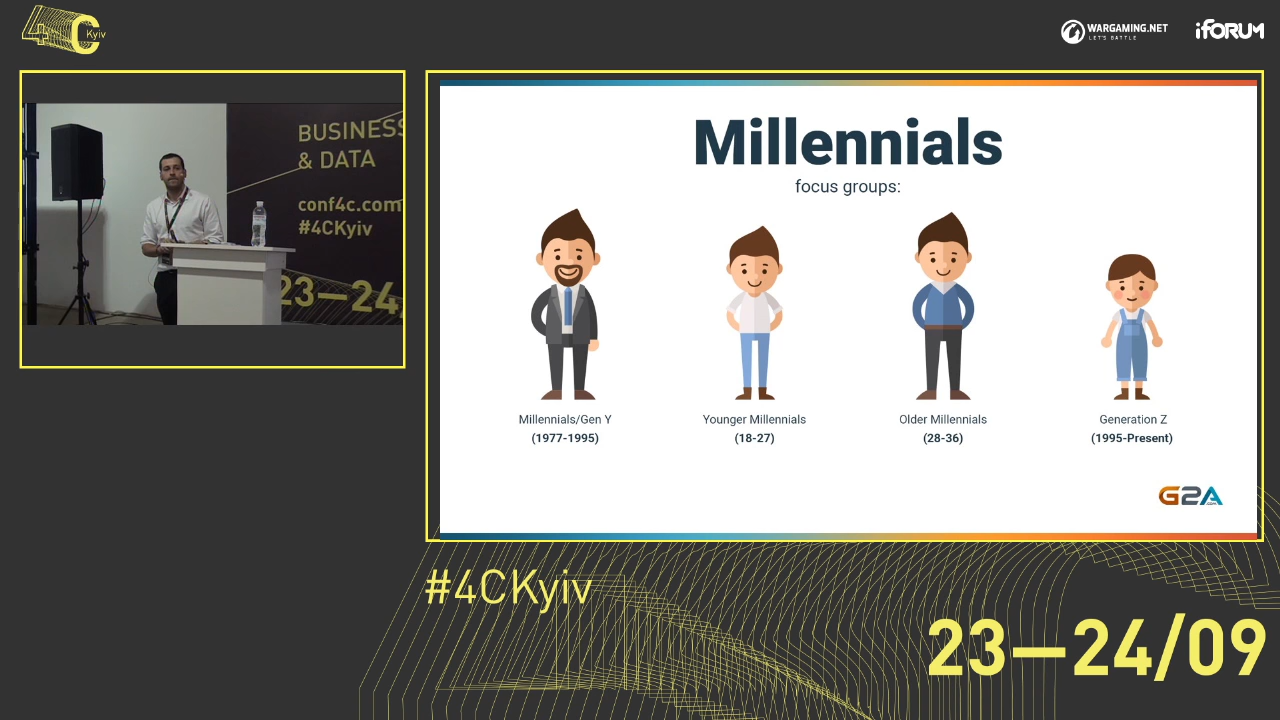 4C Kyiv
WARGAMING.NET
LET'S BATTLE
iFORUM
BUSINESS
& DATA
conf4c.com
#4CKyiv
23—24
Millennials
focus groups:
Millennials/Gen Y
(1977-1995)
Younger Millennials
(18-27)
Older Millennials
(28-36)
Generation Z
(1995-Present)
G2A
.COM
#4CKyiv
23—24/09